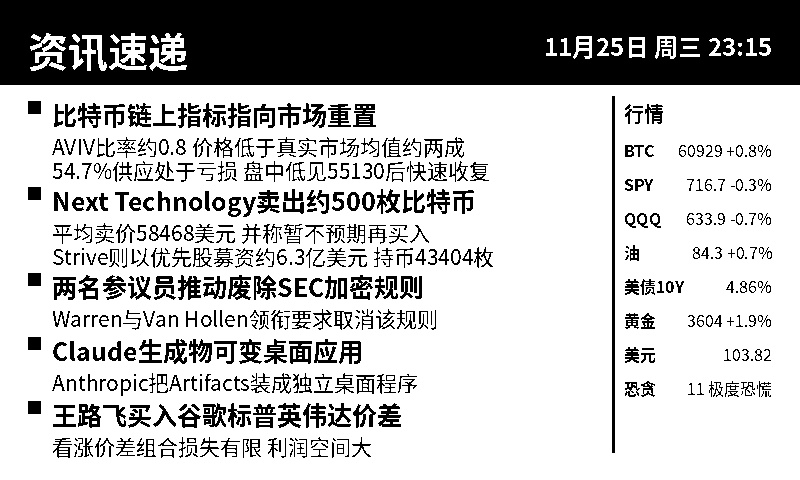 资讯速递
11月25日 周三 23:15
比特币链上指标指向市场重置
AVIV比率约0.8 价格低于真实市场均值约两成
54.7%供应处于亏损 盘中低见55130后快速收复
Next Technology卖出约500枚比特币
平均卖价58468美元 并称暂不预期再买入
Strive则以优先股募资约6.3亿美元 持币43404枚
两名参议员推动废除SEC加密规则
Warren与Van Hollen领衔要求取消该规则
Claude生成物可变桌面应用
Anthropic把Artifacts装成独立桌面程序
王路飞买入谷歌标普英伟达价差
看涨价差组合损失有限 利润空间大
行情
BTC 60929 +0.8%
SPY 716.7 -0.3%
QQQ 633.9 -0.7%
油 84.3 +0.7%
美债10Y 4.86%
黄金 3604 +1.9%
美元 103.82
恐贪 11 极度恐慌